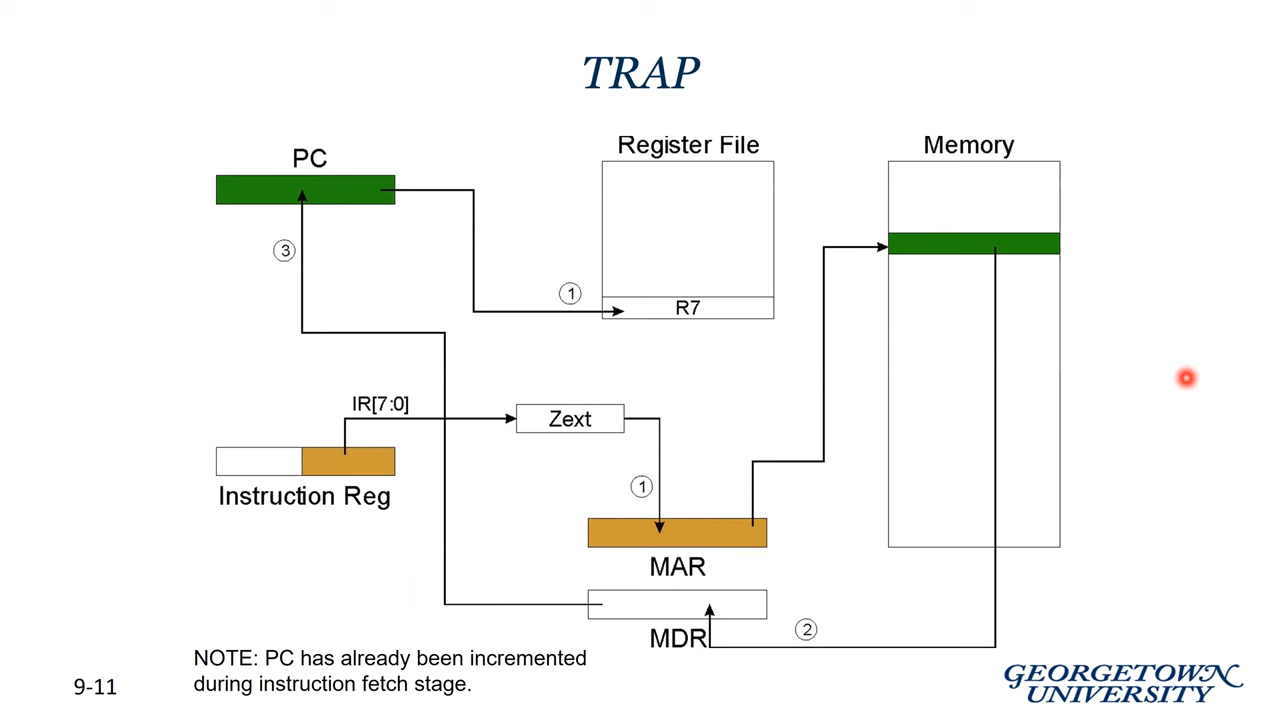 TRAP
PC
Register File
Memory
3
1
R7
IR[7:0]
Zext
Instruction Reg
1
MAR
MDR
2
NOTE: PC has already been incremented
during instruction fetch stage.
9-11
GEORGETOWN
UNIVERSITY